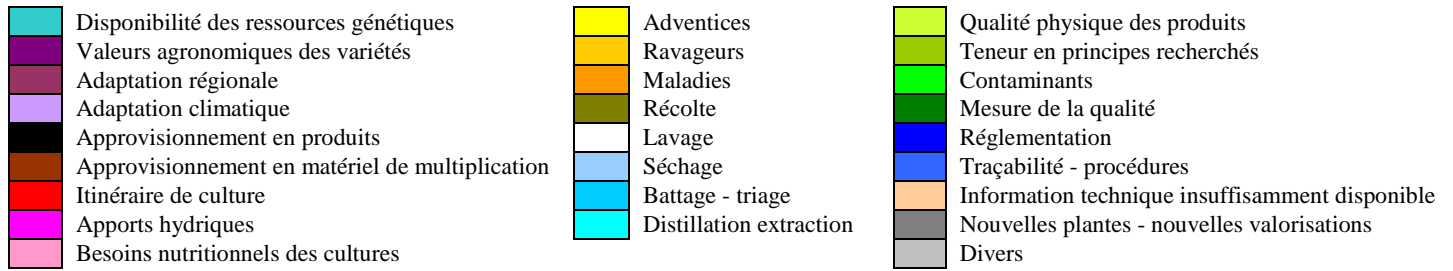 Disponibilité des ressources génétiques
Valeurs agronomiques des variétés
Adaptation régionale
Adaptation climatique
Approvisionnement en produits
Approvisionnement en matériel de multiplication
Itinéraire de culture
Apports hydriques
Besoins nutritionnels des cultures
Adventices
Ravageurs
Maladies
Récolte
Lavage
Séchage
Battage - triage
Distillation extraction
Qualité physique des produits
Teneur en principes recherchés
Contaminants
Mesure de la qualité
Réglementation
Traçabilité - procédures
Information technique insuffisamment disponible
Nouvelles plantes - nouvelles valorisations
Divers